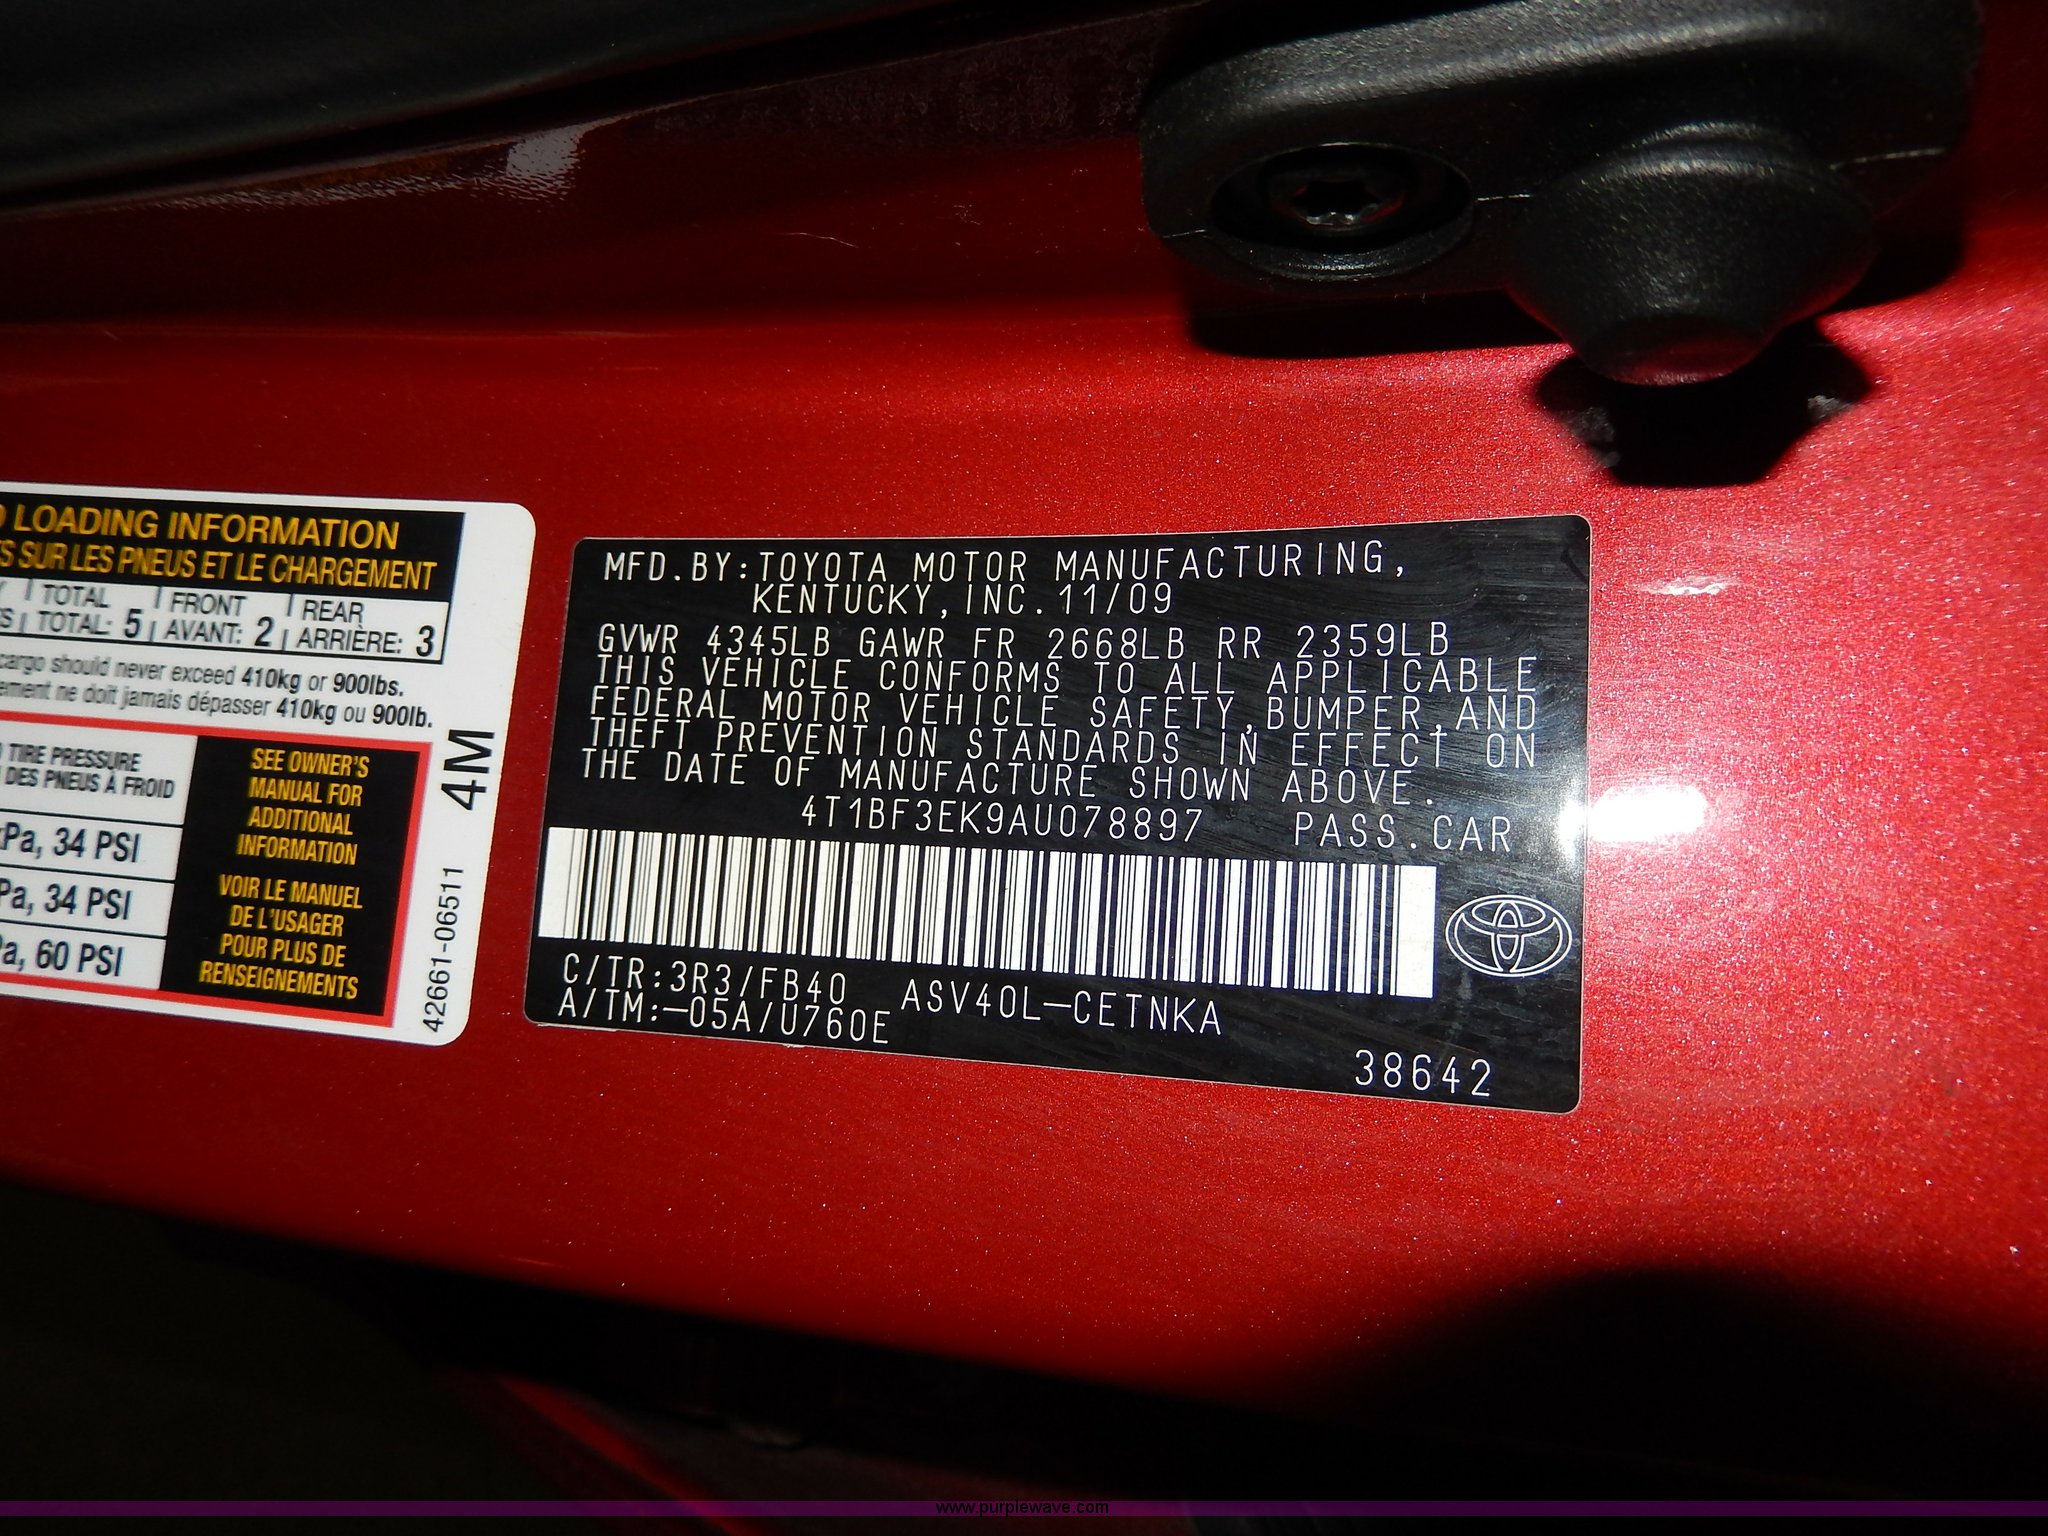 LOADING INFORMATION
SUR LES PNEUS ET LE CHARGEMENT
TOTAL | FRONT | REAR
TOTAL: 5 | AVANT: 2 | ARRIÈRE: 3
cargo should never exceed 410kg or 900lbs.
ne doit jamais dépasser 410kg ou 900lb.
TIRE PRESSURE
DES PNEUS À FROID
kPa, 34 PSI
Pa, 34 PSI
Pa, 60 PSI
SEE OWNER'S
MANUAL FOR
ADDITIONAL
INFORMATION
VOIR LE MANUEL
DE L'USAGER
POUR PLUS DE
RENSEIGNEMENTS
42661-06511 4M
MFD.BY:TOYOTA MOTOR MANUFACTURING,
KENTUCKY,INC.11/09
GVWR 4345LB GAWR FR 2668LB RR 2359LB
THIS VEHICLE CONFORMS TO ALL APPLICABLE
FEDERAL MOTOR VEHICLE SAFETY,BUMPER,AND
THEFT PREVENTION STANDARDS IN EFFECT ON
THE DATE OF MANUFACTURE SHOWN ABOVE.
4T1BF3EK9AU078897 PASS.CAR
C/TR:3R3/FB40 ASV40L-CETNKA
A/TM:-05A/U760E
38642
www.purplewave.com